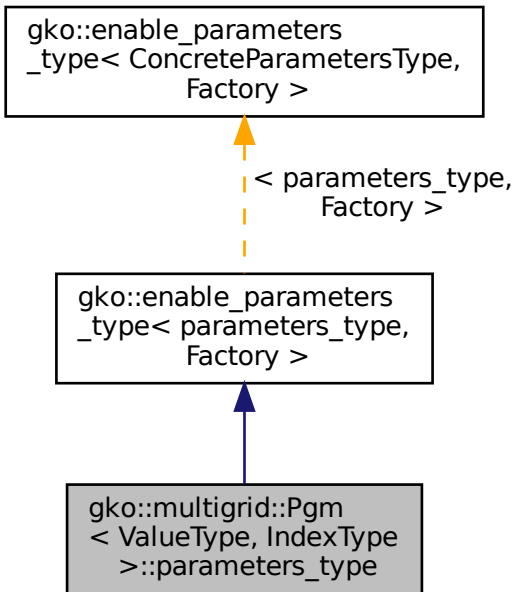 gko::enable_parameters
_type< ConcreteParametersType,
Factory >
< parameters_type,
Factory >
gko::enable_parameters
_type< parameters_type,
Factory >
gko::multigrid::Pgm
< ValueType, IndexType
>::parameters_type